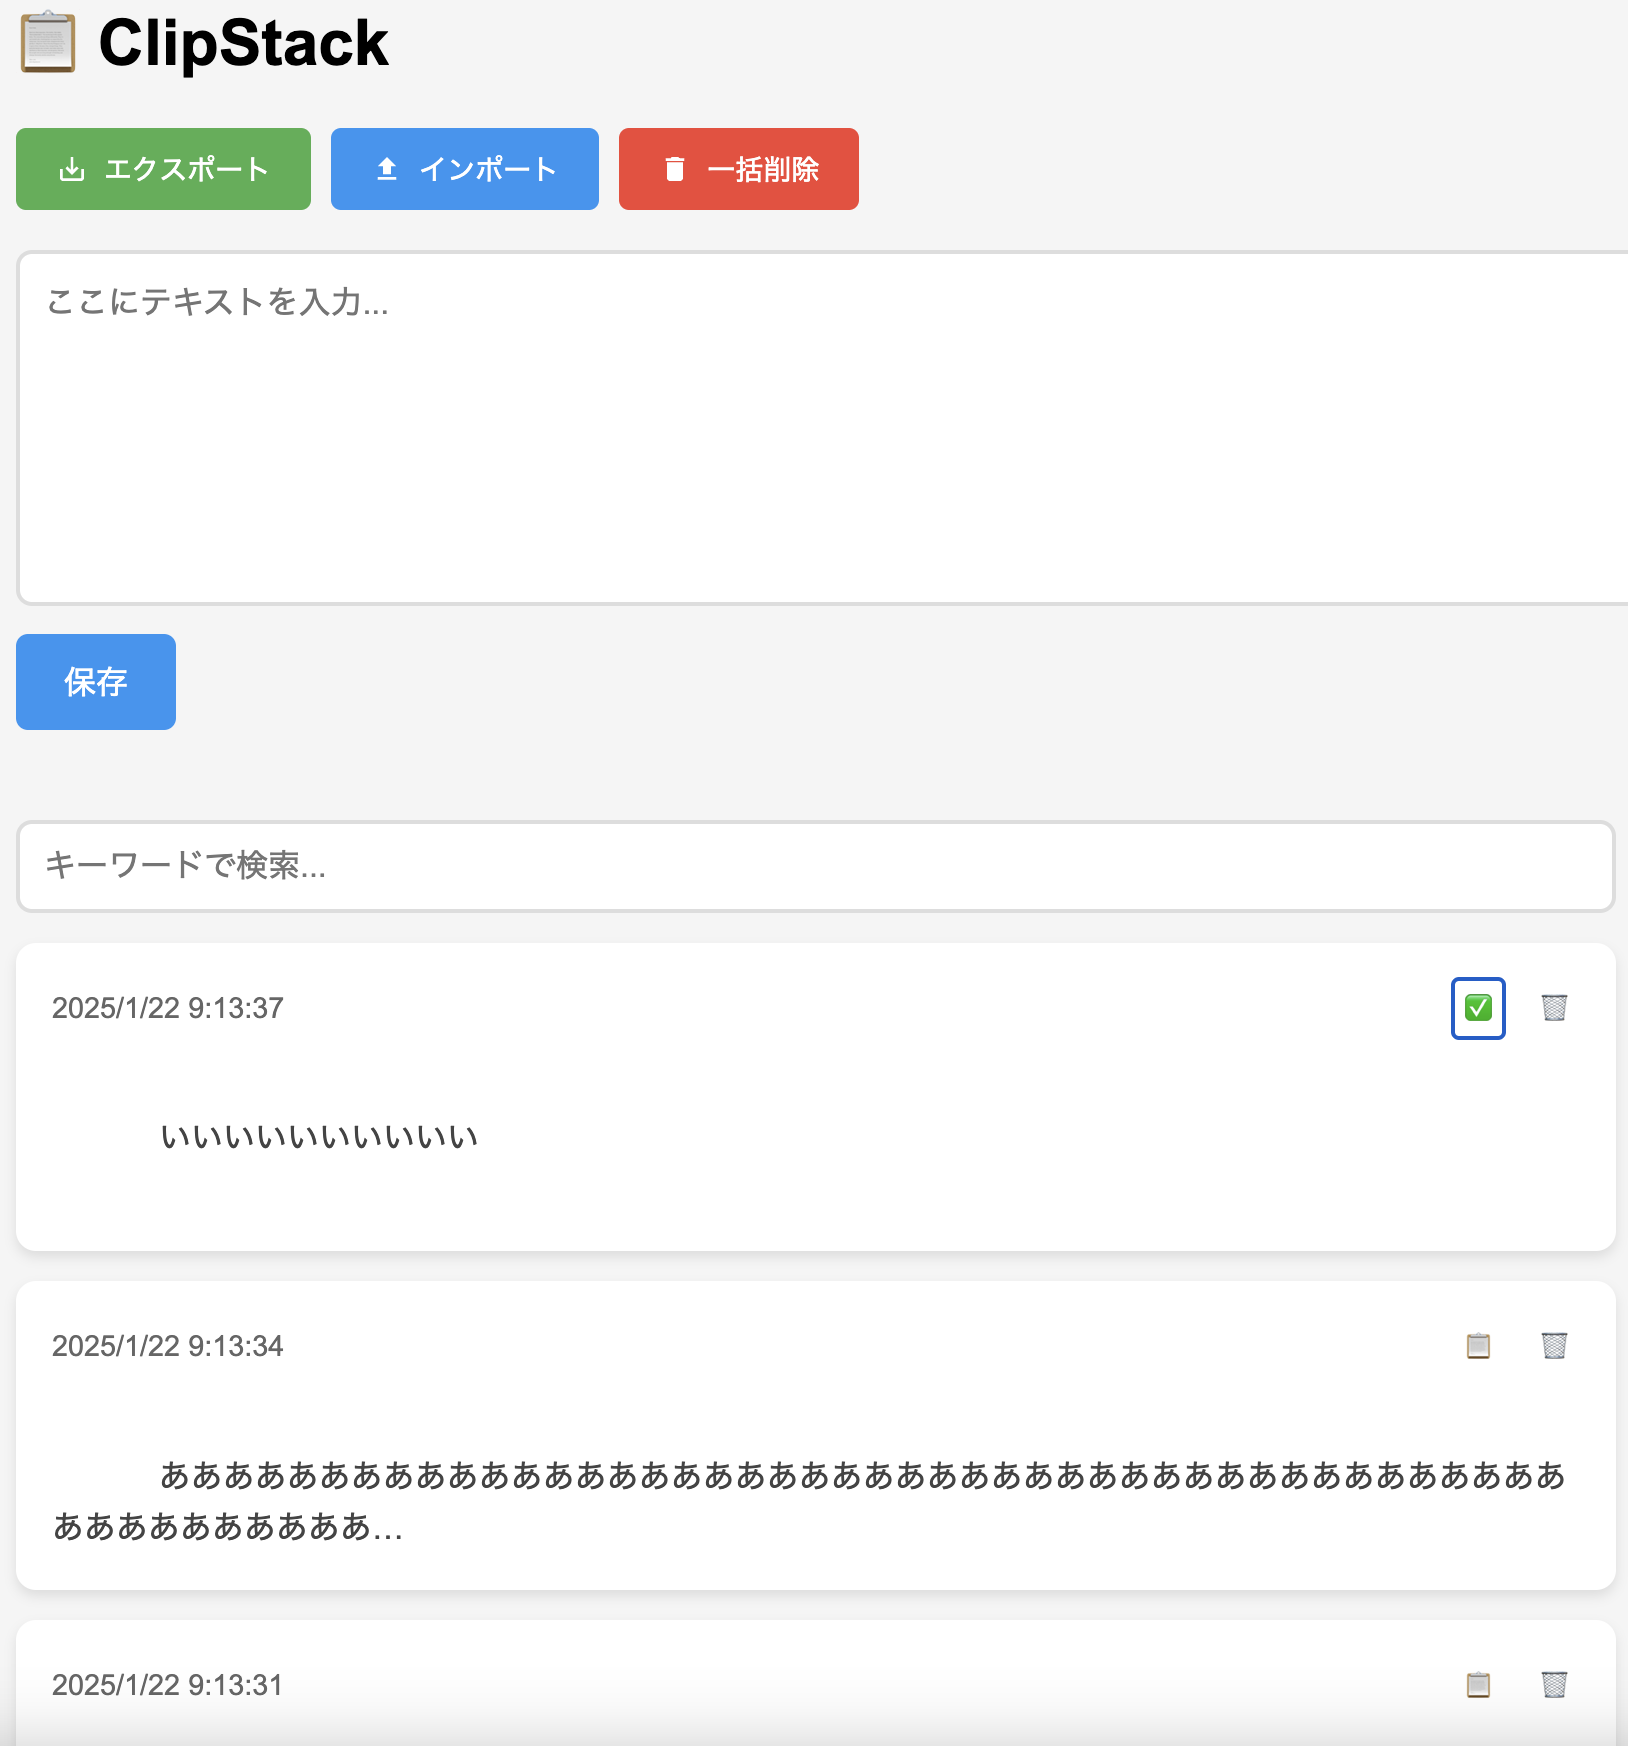 ClipStack
エクスポート
インポート
一括削除
ここにテキストを入力...
保存
キーワードで検索...
2025/1/22 9:13:37
いいいいいいいいいい
2025/1/22 9:13:34
ああああああああああああああああああああああああああああああああああああああああああああ
ああああああああああ...
2025/1/22 9:13:31